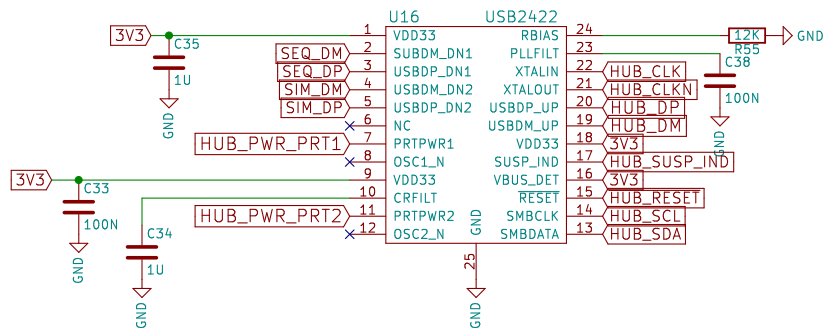 U16 USB2422
3V3 1 VDD33 RBIAS 24 12K GND
C35 R55
1U
GND
SEQ_DM 2 SUBDM_DN1 PLLFILT 23
C38
100N
GND
SEQ_DP 3 USBDP_DN1 XTALIN 22 HUB_CLK
SIM_DM 4 USBDM_DN2 XTALOUT 21 HUB_CLKN
SIM_DP 5 USBDP_DN2 USBDP_UP 20 HUB_DP
6 NC USBDM_UP 19 HUB_DM
HUB_PWR_PRT1 7 PRTPWR1 VDD33 18 3V3
8 OSC1_N SUSP_IND 17 HUB_SUSP_IND
3V3 9 VDD33 VBUS_DET 16 3V3
C33
100N
GND
10 CRFILT RESET 15 HUB_RESET
C34
1U
GND
HUB_PWR_PRT2 11 PRTPWR2 SMBCLK 14 HUB_SCL
12 OSC2_N SMBDATA 13 HUB_SDA
GND
25
GND